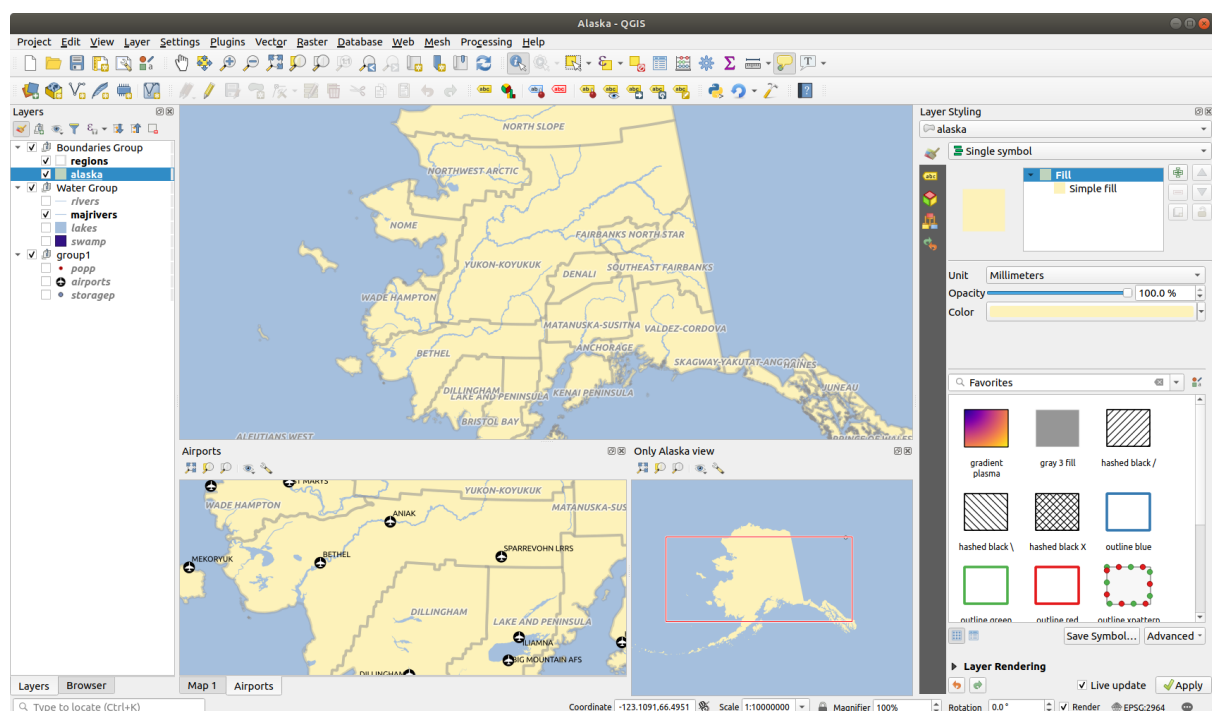 Alaska - QGIS
Project Edit View Layer Settings Plugins Vector Raster Database Web Mesh Processing Help
Layers
Boundaries Group
regions
alaska
Water Group
rivers
majrivers
lakes
swamp
group1
popp
airports
storagep
Layers Browser
Type to locate (Ctrl+K)
NORTH SLOPE
NORTHWEST ARCTIC
NOME
FAIRBANKS NORTH STAR
YUKON-KOYUKUK
DENALI
SOUTHEAST FAIRBANKS
WADE HAMPTON
MATANUSKA-SUSITNA
VALDEZ-CORDOVA
BETHEL
ANCHORAGE
SKAGWAY-YAKUTAT-ANGOON
HAINES
DILLINGHAM
LAKE AND PENINSULA
KENAI PENINSULA
JUNEAU
BRISTOL BAY
ALEUTIANS WEST
PRINCE OF WALES
Airports
ST MARYS
YUKON-KOYUKUK
WADE HAMPTON
MATANUSKA-SUS
ANIAK
SPARREVOHN LRRS
MEKORYUK
BETHEL
DILLINGHAM
LAKE AND PENINSULA
ILIAMNA
BIG MOUNTAIN AFS
DILLINGHAM
Map 1 Airports
Only Alaska view
Layer Styling
alaska
Single symbol
Fill
Simple fill
Unit Millimeters
Opacity 100.0 %
Color
Favorites
gradient plasma
gray 3 fill
hashed black /
hashed black \
hashed black X
outline blue
outline green
outline red
outline xpattern
Save Symbol... Advanced
Layer Rendering
Live update Apply
Coordinate -123.1091,66.4951 Scale 1:10000000 Magnifier 100% Rotation 0.0 ° Render EPSG:2964